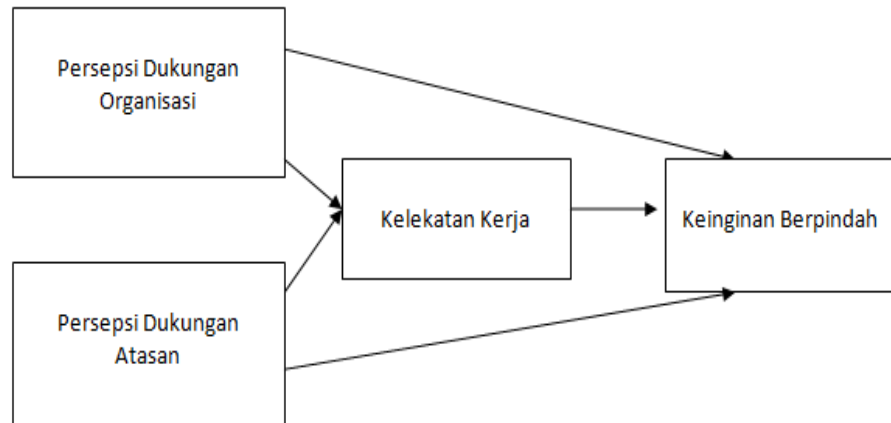 Persepsi Dukungan
Organisasi
Kelekatan Kerja
Keinginan Berpindah
Persepsi Dukungan
Atasan